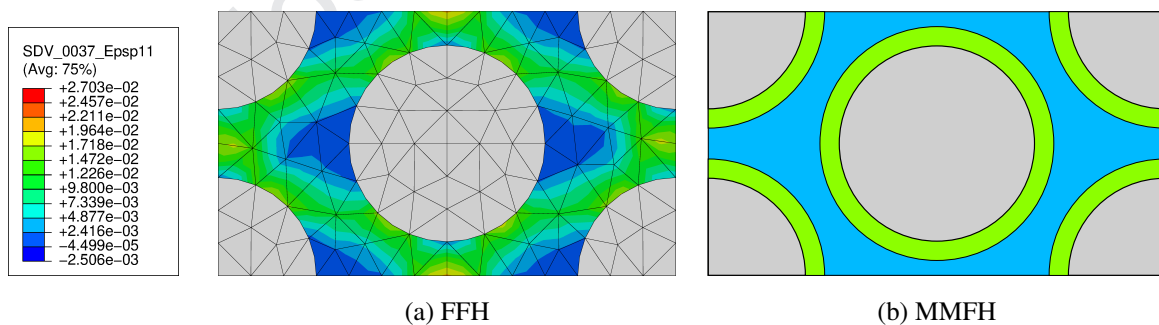 SDV_0037_Epsp11
(Avg: 75%)
+2.703e-02
+2.457e-02
+2.211e-02
+1.964e-02
+1.718e-02
+1.472e-02
+1.226e-02
+9.800e-03
+7.339e-03
+4.877e-03
+2.416e-03
-4.499e-05
-2.506e-03
(a) FFH
(b) MMFH